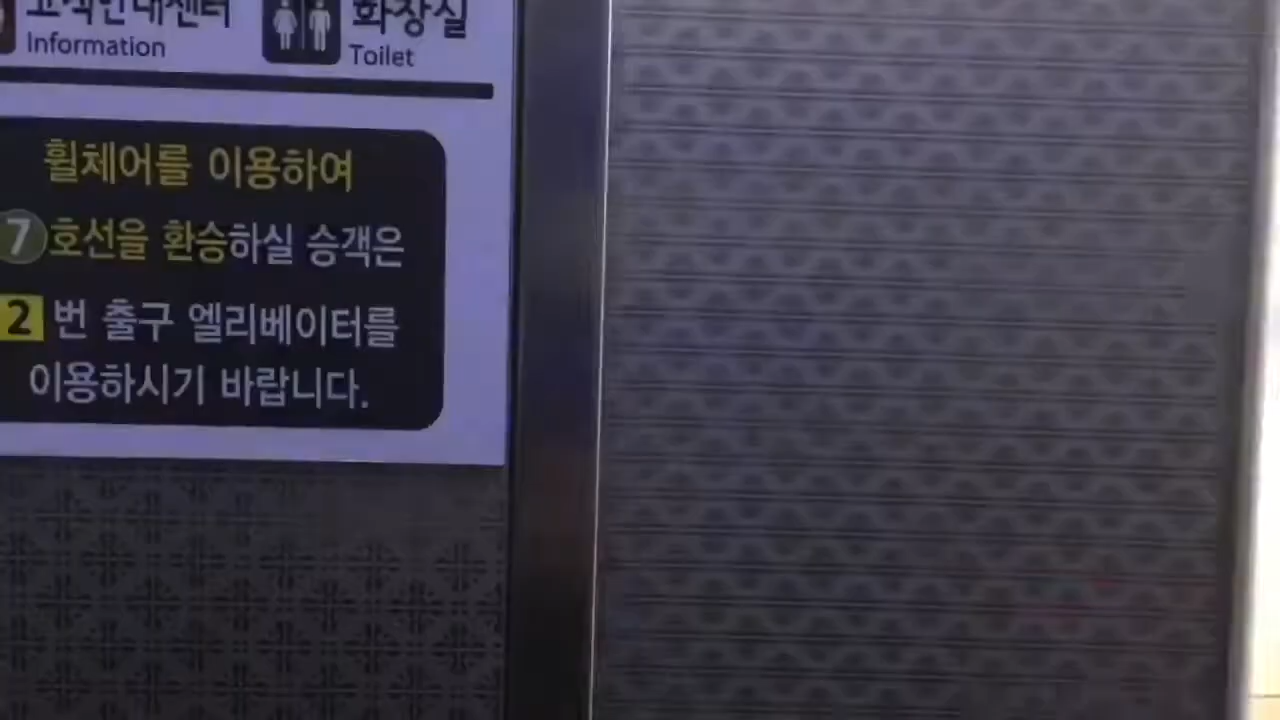 고객안내센터 화장실
Information Toilet
휠체어를 이용하여
7호선을 환승하실 승객은
2 번 출구 엘리베이터를
이용하시기 바랍니다.